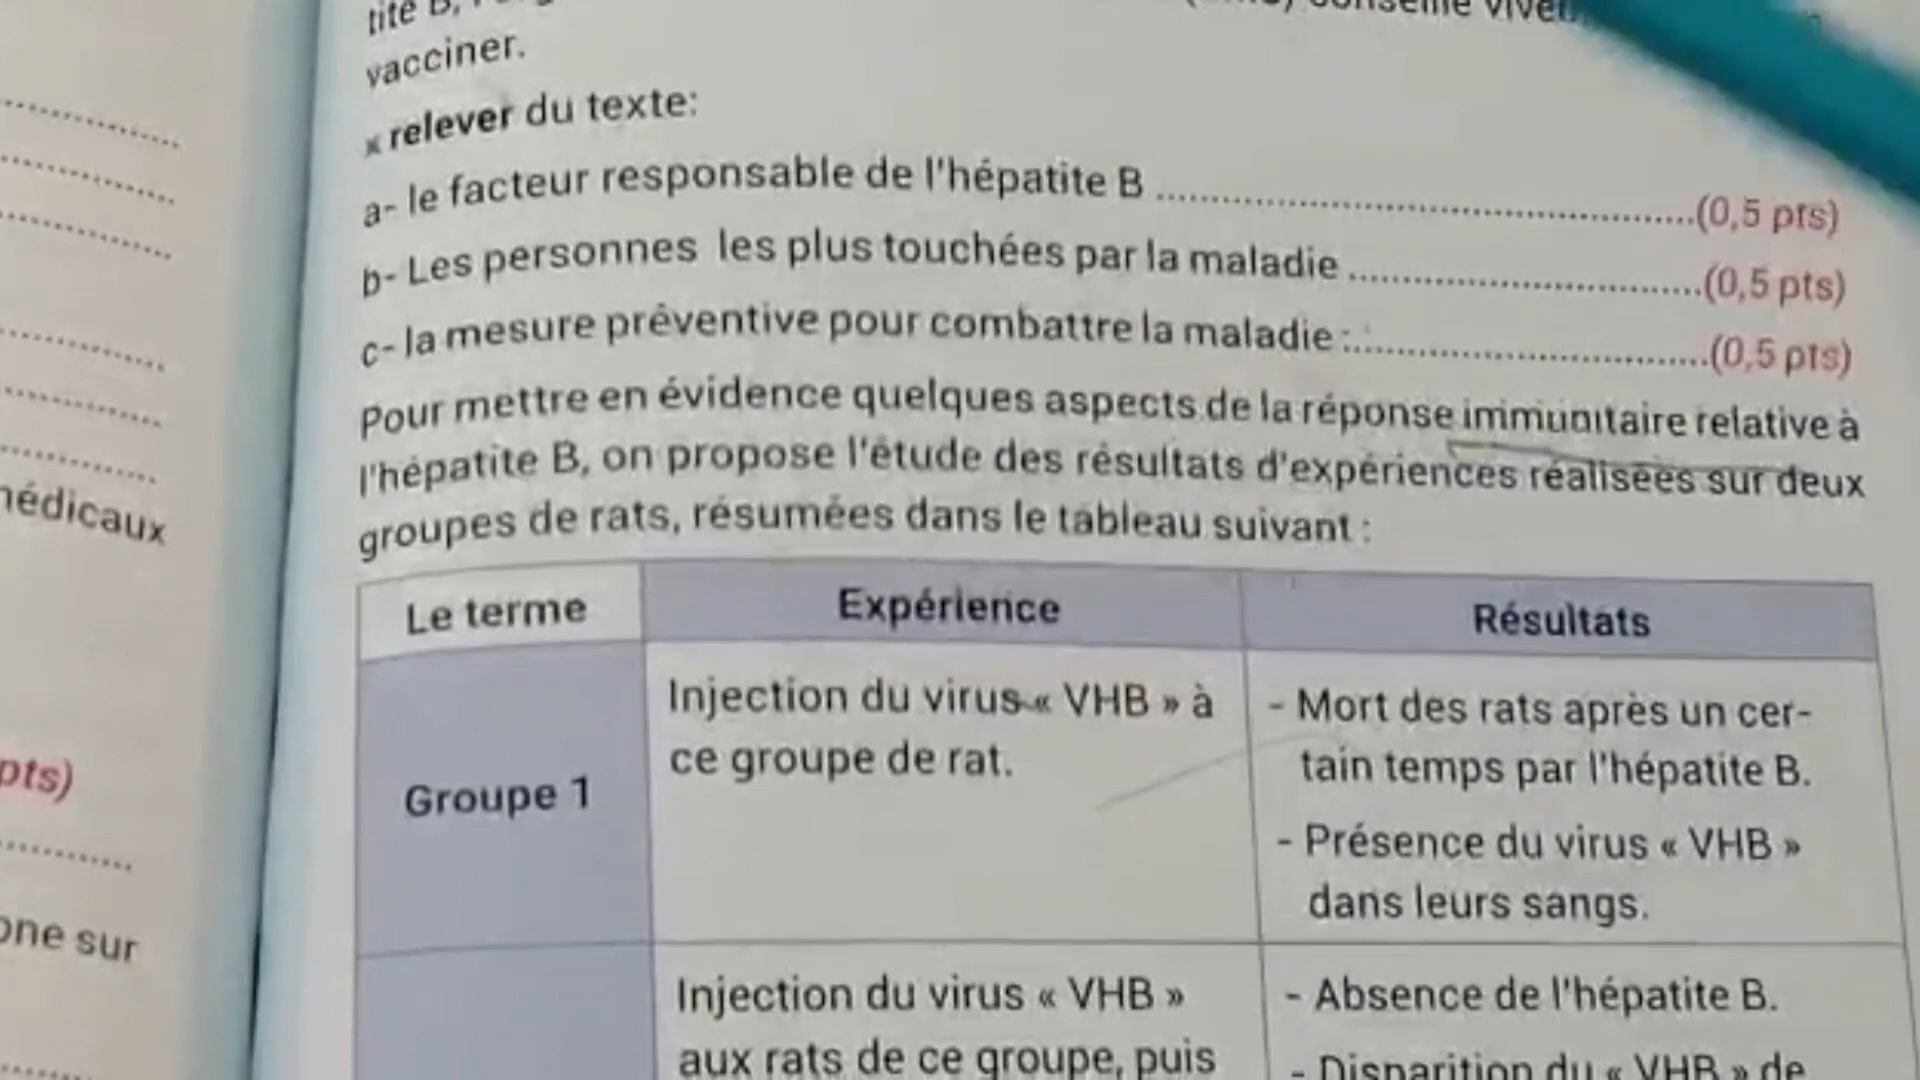 conseille
vacciner.
x relever du texte:
a- le facteur responsable de l'hépatite B ..........(0,5 pts)
b- Les personnes les plus touchées par la maladie ..........(0,5 pts)
c- la mesure préventive pour combattre la maladie :..........(0,5 pts)
Pour mettre en évidence quelques aspects de la réponse immunitaire relative à
l'hépatite B, on propose l'étude des résultats d'expériences réalisées sur deux
groupes de rats, résumées dans le tableau suivant :
Le terme
Expérience
Résultats
Groupe 1
Injection du virus « VHB » à
ce groupe de rat.
- Mort des rats après un cer-
tain temps par l'hépatite B.
- Présence du virus « VHB »
dans leurs sangs.
Injection du virus « VHB »
aux rats de ce groupe, puis
- Absence de l'hépatite B.
- Disparition du « VHB » de
pts)
sur